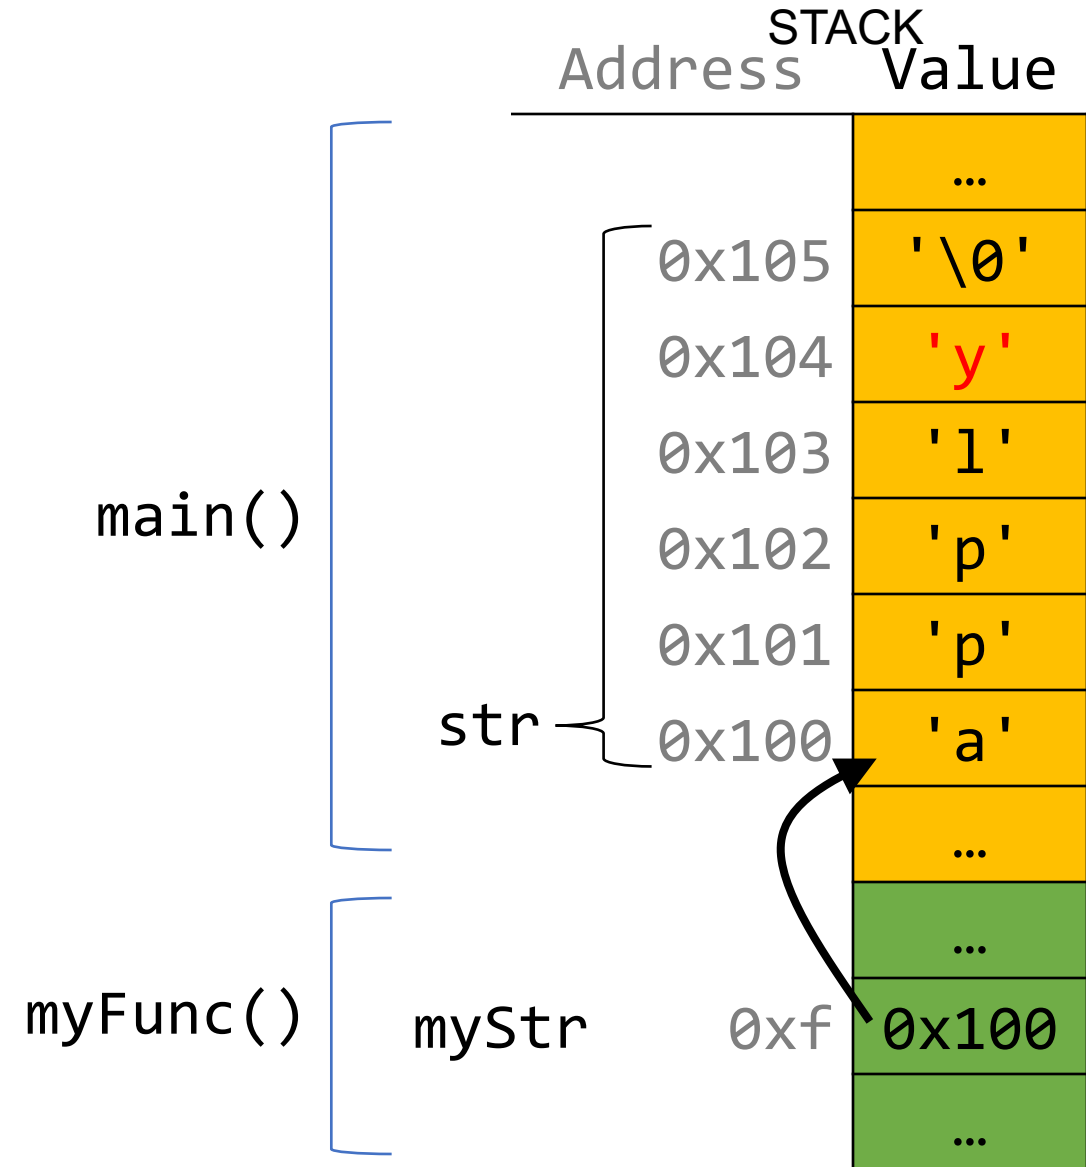 STACK
Address Value
…
0x105 '\0'
0x104 'y'
0x103 'l'
main()
0x102 'p'
0x101 'p'
str
0x100 'a'
…
…
myFunc() myStr 0xf 0x100
…